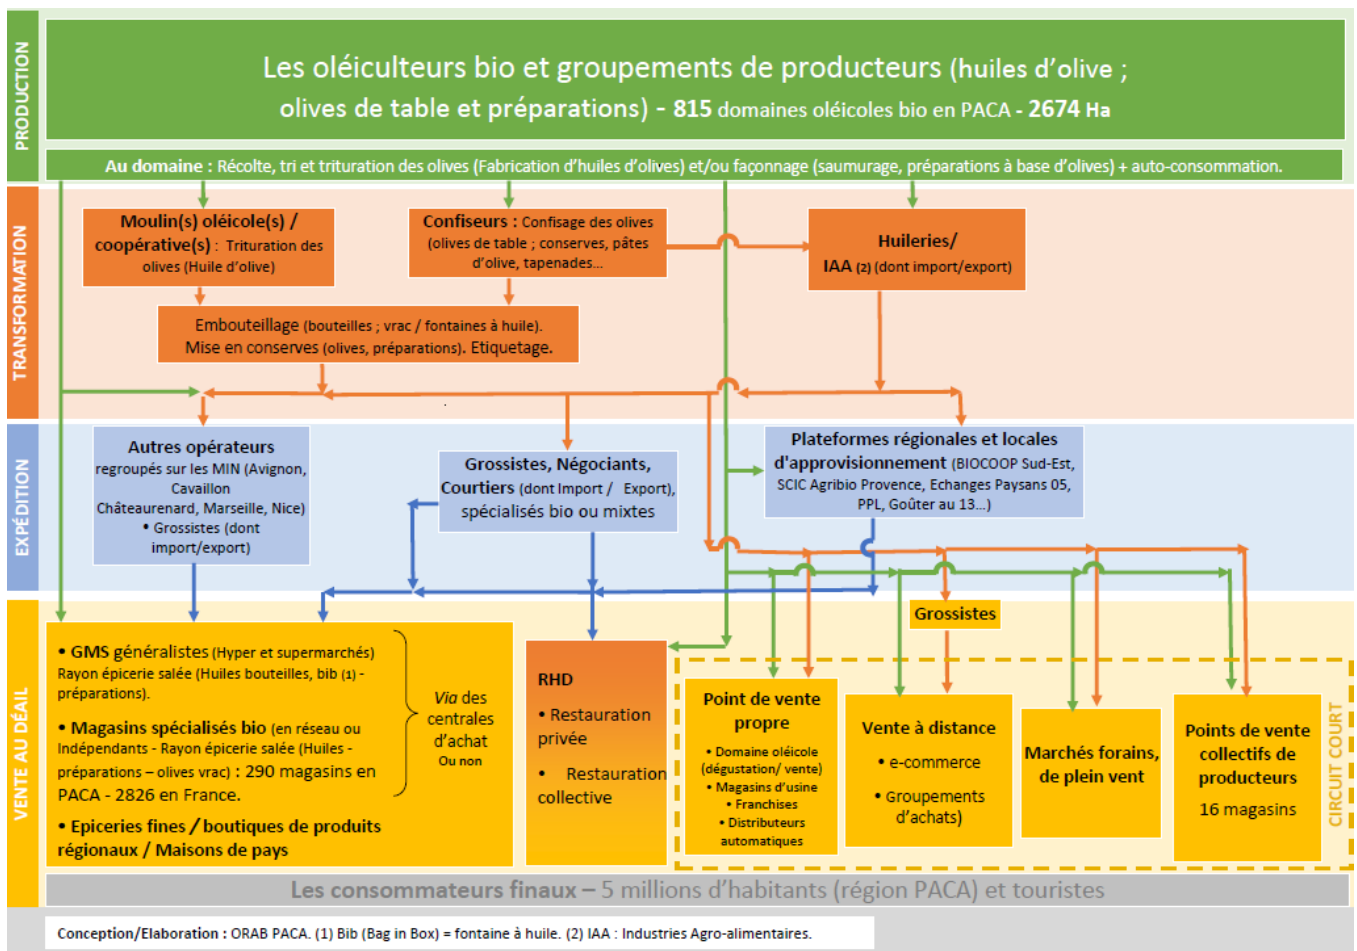 PRODUCTION
Les oléiculteurs bio et groupements de producteurs (huiles d’olive ;
olives de table et préparations) - 815 domaines oléicoles bio en PACA - 2674 Ha
Au domaine : Récolte, tri et trituration des olives (Fabrication d’huiles d’olives) et/ou façonnage (saumurage, préparations à base d’olives) + auto-consommation.
TRANSFORMATION
Moulin(s) oléicole(s) /
coopérative(s) : Trituration des
olives (Huile d’olive)
Confiseurs : Confisage des olives
(olives de table ; conserves, pâtes
d’olive, tapenades...
Huileries/
IAA (2) (dont import/export)
Embouteillage (bouteilles ; vrac / fontaines à huile).
Mise en conserves (olives, préparations). Etiquetage.
EXPÉDITION
Autres opérateurs
regroupés sur les MIN (Avignon,
Cavaillon
Châteaurenard, Marseille, Nice)
• Grossistes (dont
import/export)
Grossistes, Négociants,
Courtiers (dont Import / Export),
spécialisés bio ou mixtes
Plateformes régionales et locales
d'approvisionnement (BIOCOOP Sud-Est,
SCIC Agribio Provence, Echanges Paysans 05,
PPL, Goûter au 13...)
VENTE AU DÉAIL
• GMS généralistes (Hyper et supermarchés)
Rayon épicerie salée (Huiles bouteilles, bib (1) -
préparations).
• Magasins spécialisés bio (en réseau ou
Indépendants - Rayon épicerie salée (Huiles -
préparations – olives vrac) : 290 magasins en
PACA - 2826 en France.
• Epiceries fines / boutiques de produits
régionaux / Maisons de pays
Via des
centrales
d’achat
Ou non
RHD
• Restauration
privée
• Restauration
collective
Grossistes
Point de vente
propre
• Domaine oléicole
(dégustation/ vente)
• Magasins d’usine
• Franchises
• Distributeurs
automatiques
Vente à distance
• e-commerce
• Groupements
d’achats)
Marchés forains,
de plein vent
Points de vente
collectifs de
producteurs
16 magasins
CIRCUIT COURT
Les consommateurs finaux – 5 millions d’habitants (région PACA) et touristes
Conception/Elaboration : ORAB PACA. (1) Bib (Bag in Box) = fontaine à huile. (2) IAA : Industries Agro-alimentaires.